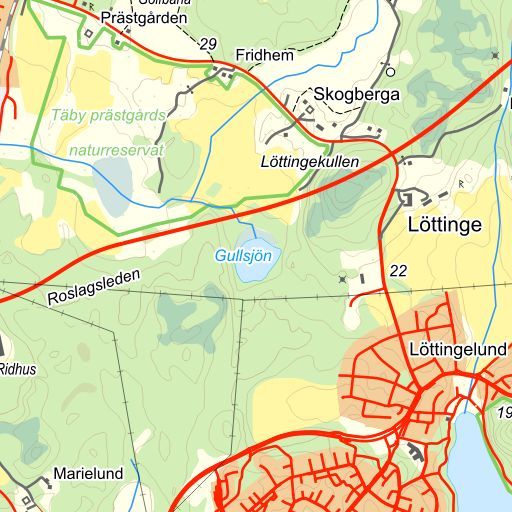 Prästgården
29
Fridhem
Skogberga
Täby prästgårds
naturreservat
Löttingekullen
Löttinge
Gullsjön
22
Roslagsleden
Löttingelund
Ridhus
19
Marielund